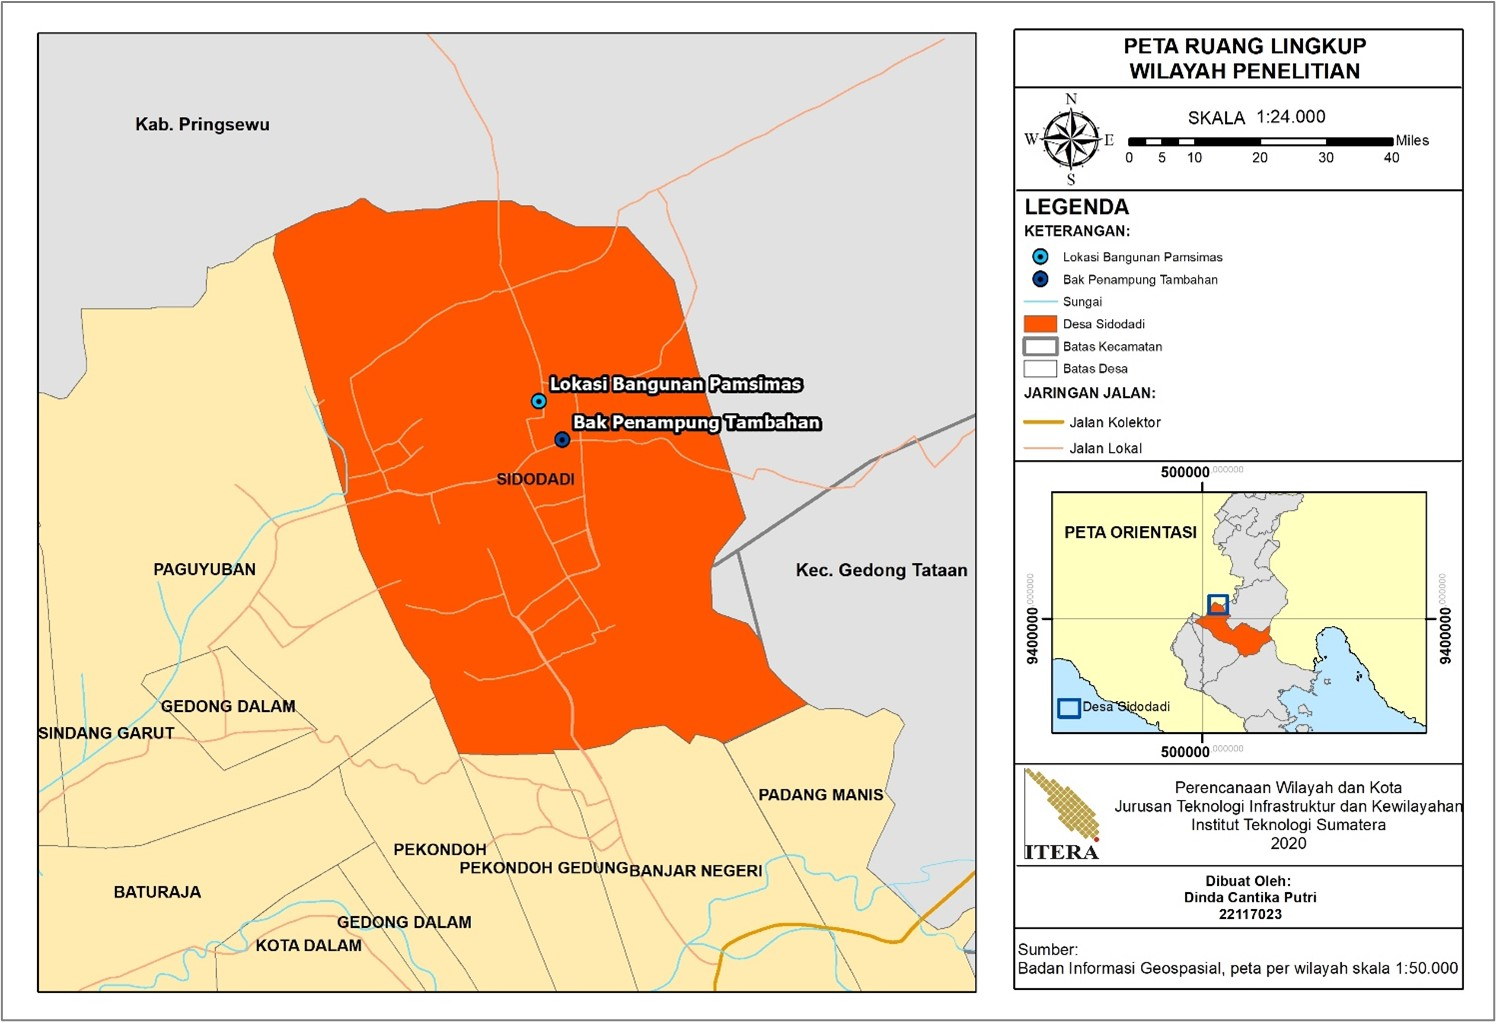 Kab. Pringsewu
Lokasi Bangunan Pamsimas
Bak Penampung Tambahan
SIDODADI
Kec. Gedong Tataan
PAGUYUBAN
GEDONG DALAM
SINDANG GARUT
PADANG MANIS
PEKONDOH
PEKONDOH GEDUNG
BANJAR NEGERI
BATURAJA
GEDONG DALAM
KOTA DALAM
PETA RUANG LINGKUP
WILAYAH PENELITIAN
N
W E
S
SKALA 1:24.000
Miles
0 5 10 20 30 40
LEGENDA
KETERANGAN:
Lokasi Bangunan Pamsimas
Bak Penampung Tambahan
Sungai
Desa Sidodadi
Batas Kecamatan
Batas Desa
JARINGAN JALAN:
Jalan Kolektor
Jalan Lokal
500000,000000
PETA ORIENTASI
9400000,000000
9400000,000000
Desa Sidodadi
500000,000000
ITERA
Perencanaan Wilayah dan Kota
Jurusan Teknologi Infrastruktur dan Kewilayahan
Institut Teknologi Sumatera
2020
Dibuat Oleh:
Dinda Cantika Putri
22117023
Sumber:
Badan Informasi Geospasial, peta per wilayah skala 1:50.000